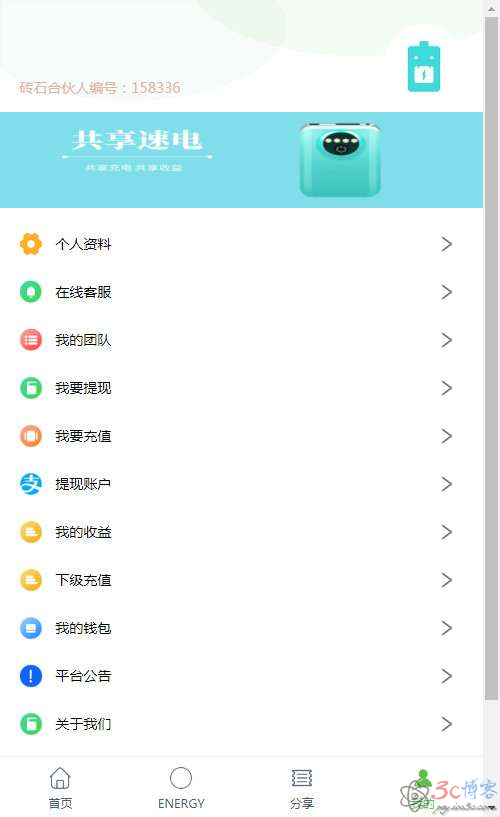 砖石合伙人编号：158336
共享速电
共享充电 共享收益
个人资料
在线客服
我的团队
我要提现
我要充值
提现账户
我的收益
下级充值
我的钱包
平台公告
关于我们
首页
ENERGY
分享
我的
3c博客